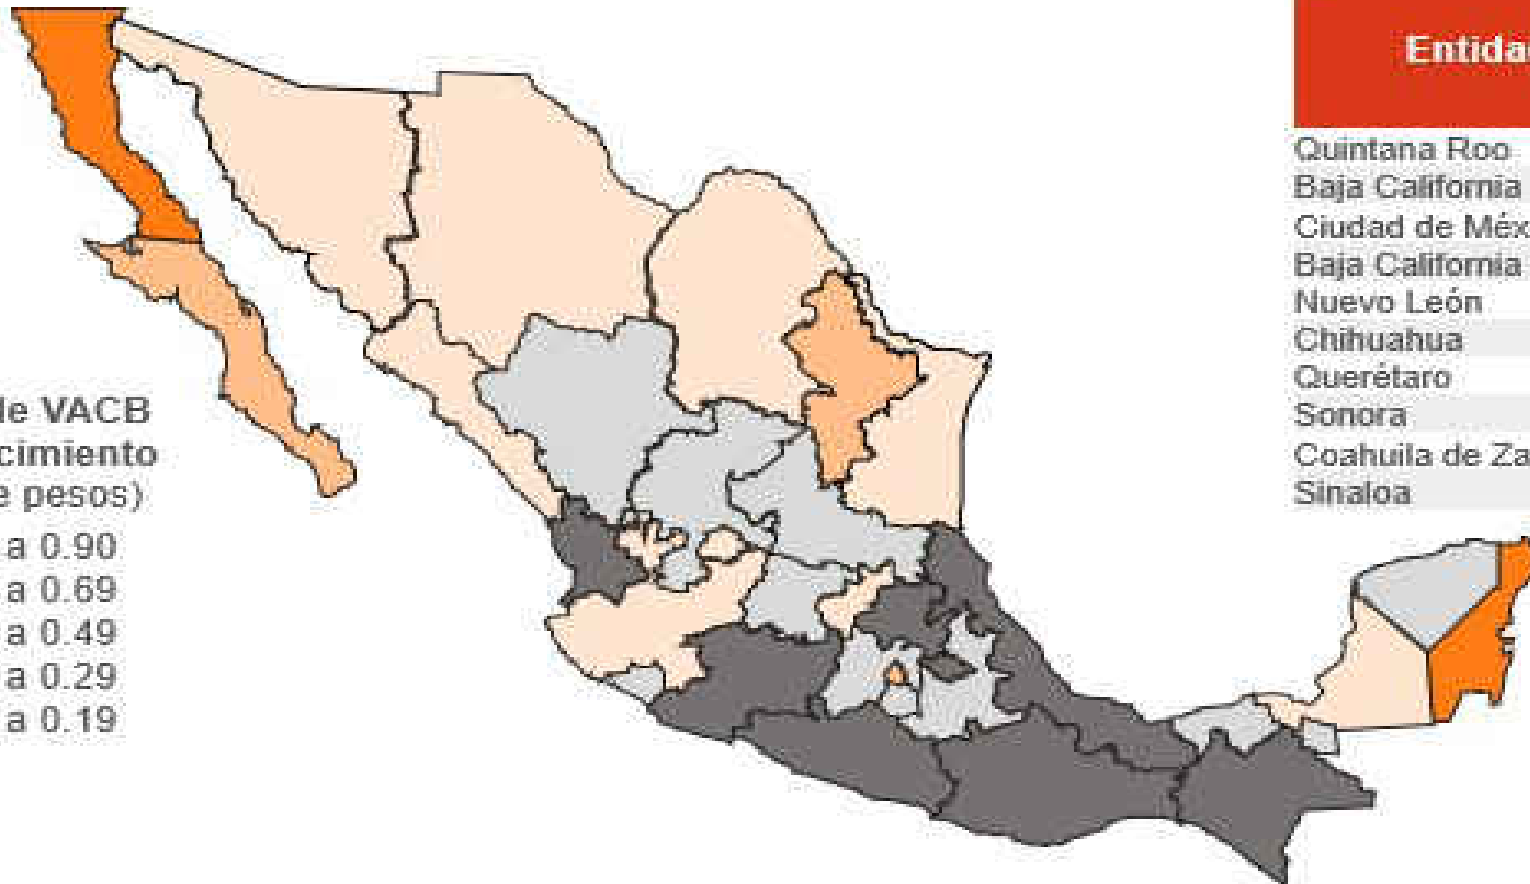 Entida
Quintana Roo
Baja California
Ciudad de Méx
Baja California
Nuevo León
Chihuahua
Querétaro
Sonora
Coahuila de Za
Sinaloa
de VACB
cimiento
e pesos)
a 0.90
a 0.69
a 0.49
a 0.29
a 0.19